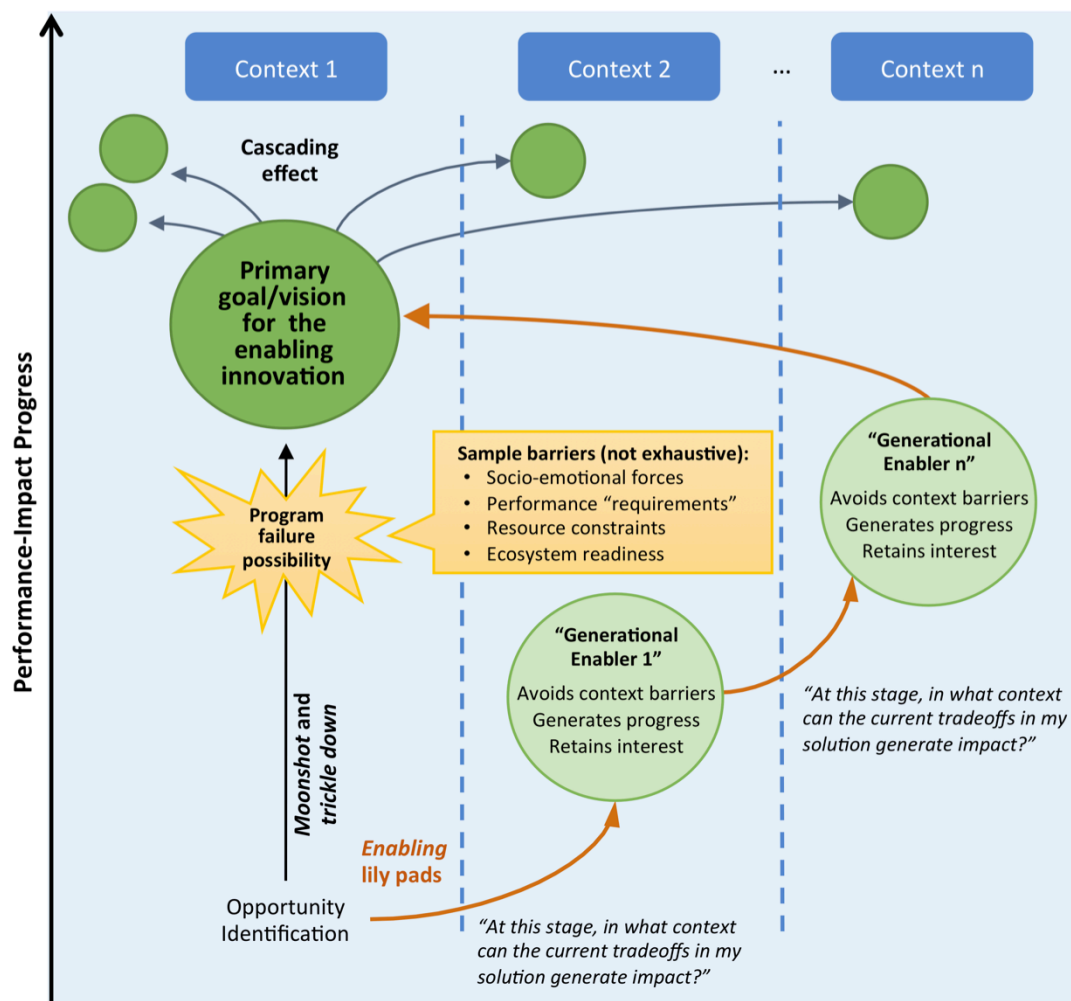 Context 1
Context 2
...
Context n
Cascading
effect
Primary
goal/vision
for the
enabling
innovation
Performance-Impact Progress
Program
failure
possibility
Sample barriers (not exhaustive):
• Socio-emotional forces
• Performance “requirements”
• Resource constraints
• Ecosystem readiness
“Generational
Enabler n”
Avoids context barriers
Generates progress
Retains interest
“Generational
Enabler 1”
Avoids context barriers
Generates progress
Retains interest
“At this stage, in what context
can the current tradeoffs in my
solution generate impact?”
Moonshot and
trickle down
Enabling
lily pads
Opportunity
Identification
“At this stage, in what context
can the current tradeoffs in my
solution generate impact?”